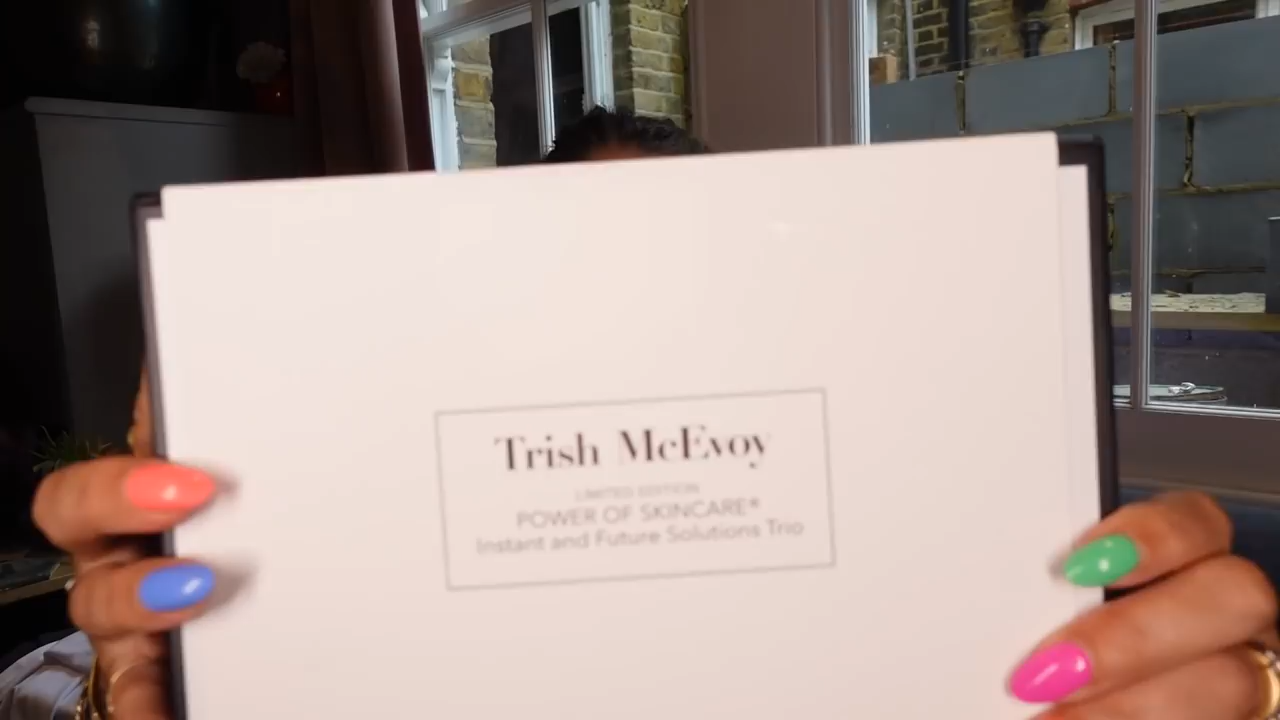 Trish McEvoy
LIMITED EDITION
POWER OF SKINCARE®
Instant and Future Solutions Trio